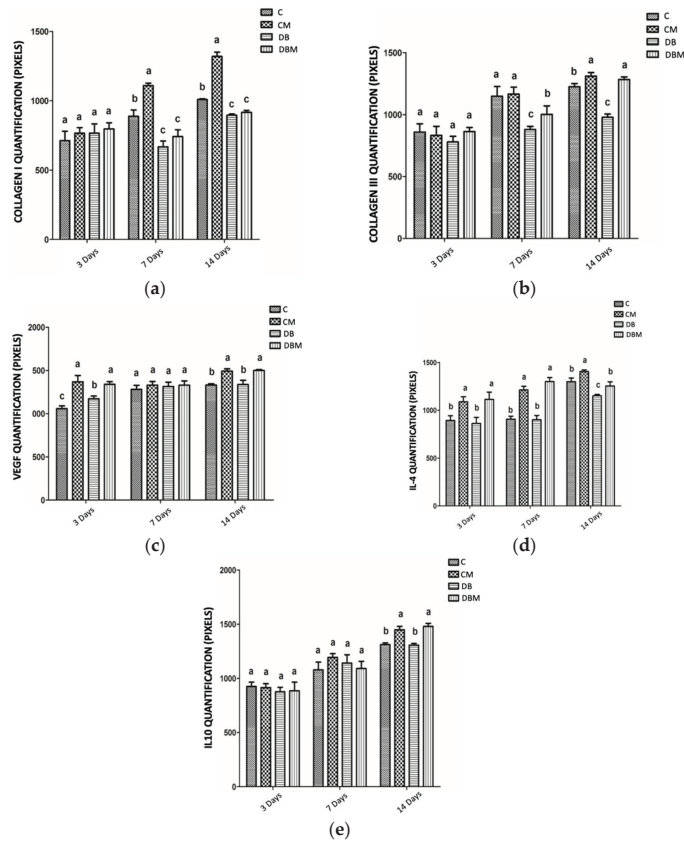 COLLAGEN I QUANTIFICATION (PIXELS)
1500
1000
500
0
C
CM
DB
DBM
a a a a
b a c c
b a c c
3 Days
7 Days
14 Days
(a)
COLLAGEN III QUANTIFICATION (PIXELS)
1500
1000
500
0
C
CM
DB
DBM
a a a a
a a c b
b a c a
3 Days
7 Days
14 Days
(b)
VEGF QUANTIFICATION (PIXELS)
2000
500
000
500
0
C
CM
DB
DBM
c a b a
a a a a
b a b a
3 Days
7 Days
14 Days
(c)
IL-4 QUANTIFICATION (PIXELS)
1500
1000
500
0
C
CM
DB
DBM
b a b a
b a b a
b a c b
3 Days
7 Days
14 Days
(d)
IL10 QUANTIFICATION (PIXELS)
2000
1500
1000
500
0
C
CM
DB
DBM
a a a a
a a a a
b a b a
3 Days
7 Days
14 Days
(e)